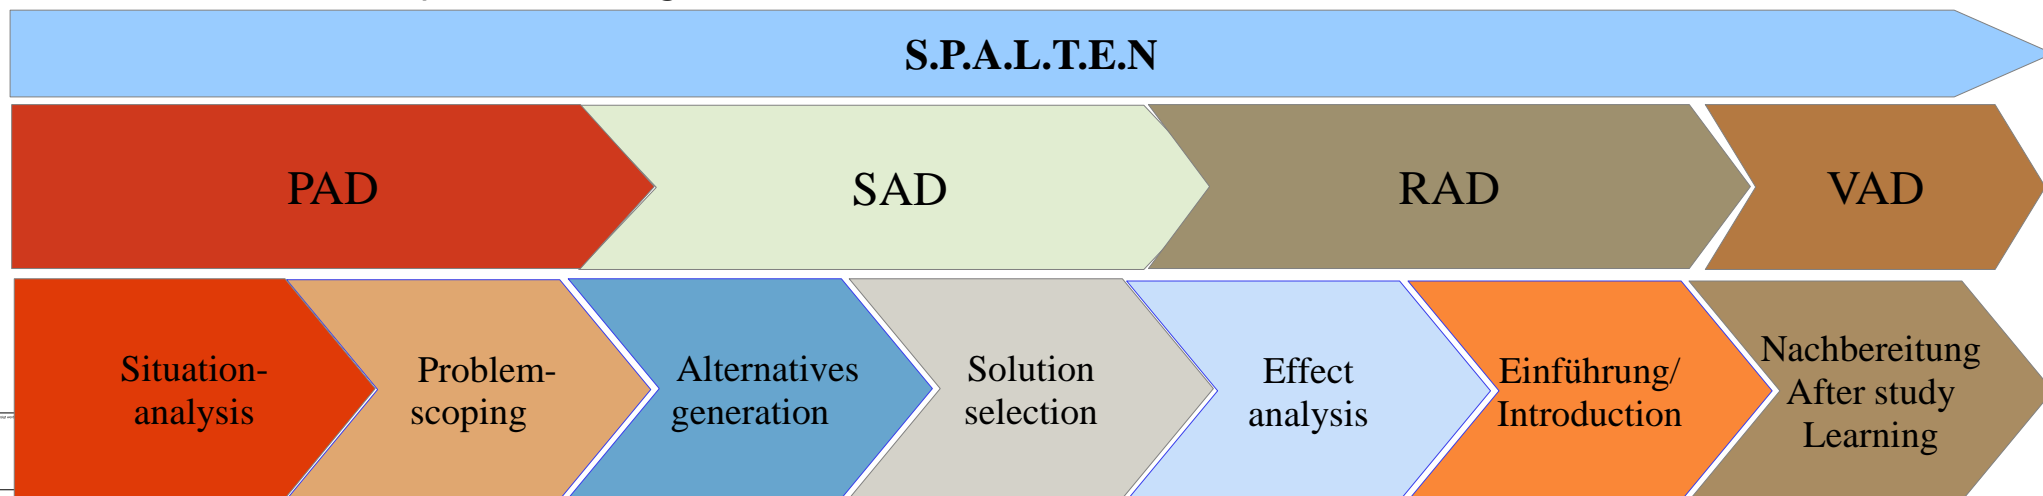 S.P.A.L.T.E.N
PAD
SAD
RAD
VAD
Situation-
analysis
Problem-
scoping
Alternatives
generation
Solution
selection
Effect
analysis
Einführung/
Introduction
Nachbereitung
After study
Learning